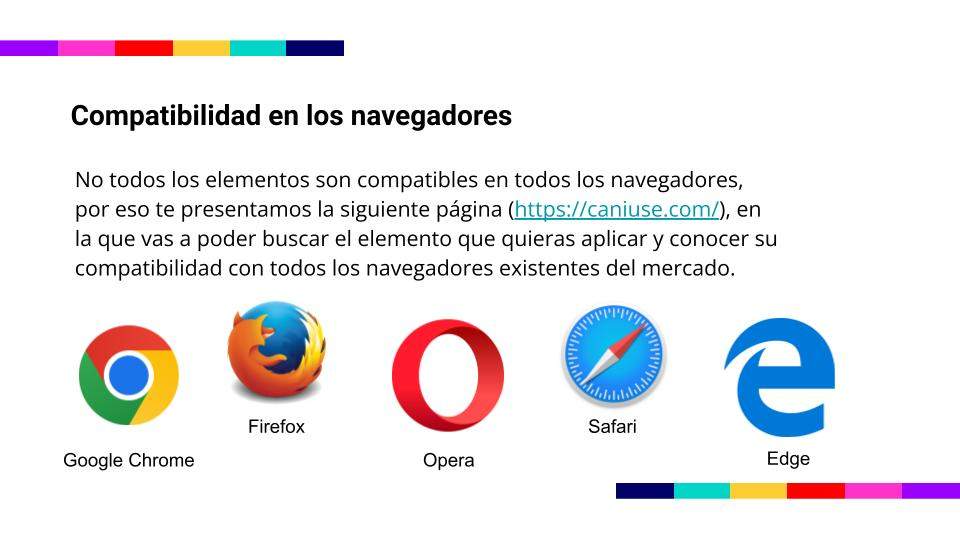 Compatibilidad en los navegadores
No todos los elementos son compatibles en todos los navegadores,
por eso te presentamos la siguiente página (https://caniuse.com/), en
la que vas a poder buscar el elemento que quieras aplicar y conocer su
compatibilidad con todos los navegadores existentes del mercado.
Google Chrome
Firefox
Opera
Safari
Edge